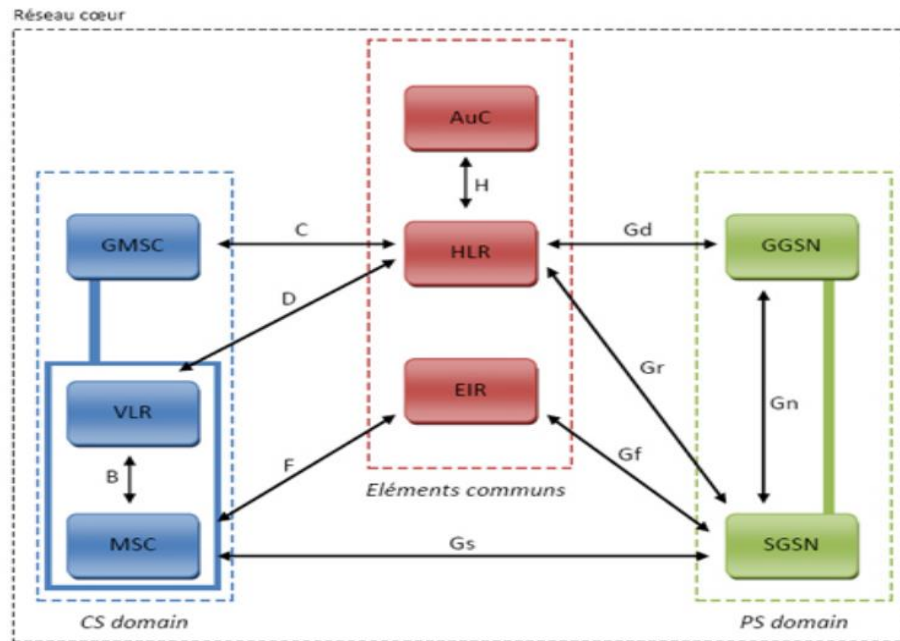 Réseau cœur
AuC
H
GMSC
C
HLR
Gd
GGSN
D
Gr
VLR
EIR
Gn
B
F
Gf
Eléments communs
MSC
Gs
SGSN
CS domain
PS domain